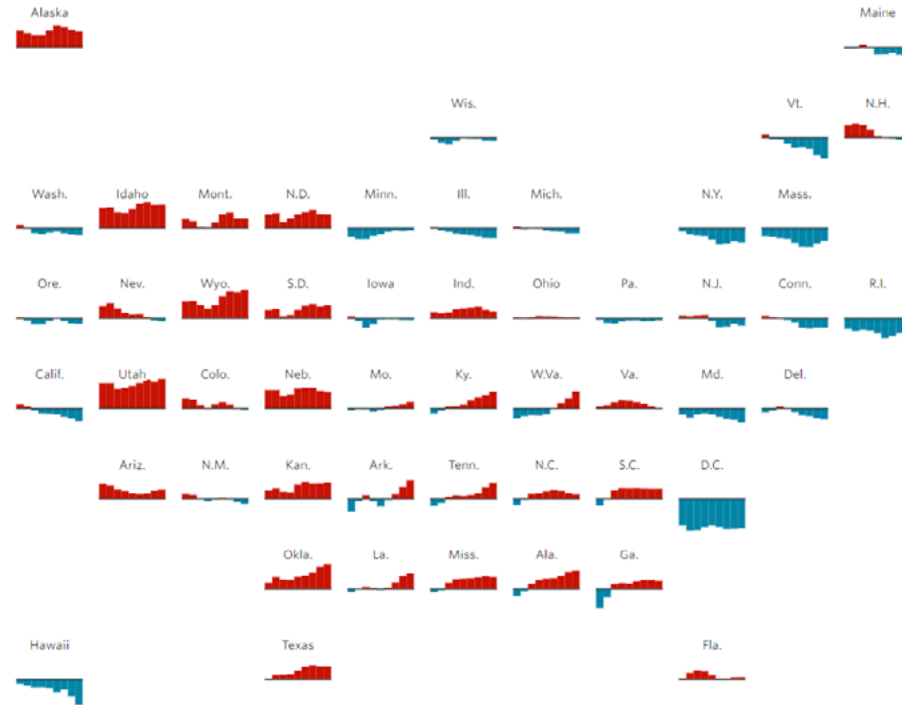 Alaska Maine
Wis. Vt. N.H.
Wash. Idaho Mont. N.D. Minn. Ill. Mich. N.Y. Mass.
Ore. Nev. Wyo. S.D. Iowa Ind. Ohio Pa. N.J. Conn. R.I.
Calif. Utah Colo. Neb. Mo. Ky. W.Va. Va. Md. Del.
Ariz. N.M. Kan. Ark. Tenn. N.C. S.C. D.C.
Okla. La. Miss. Ala. Ga.
Hawaii Texas Fla.